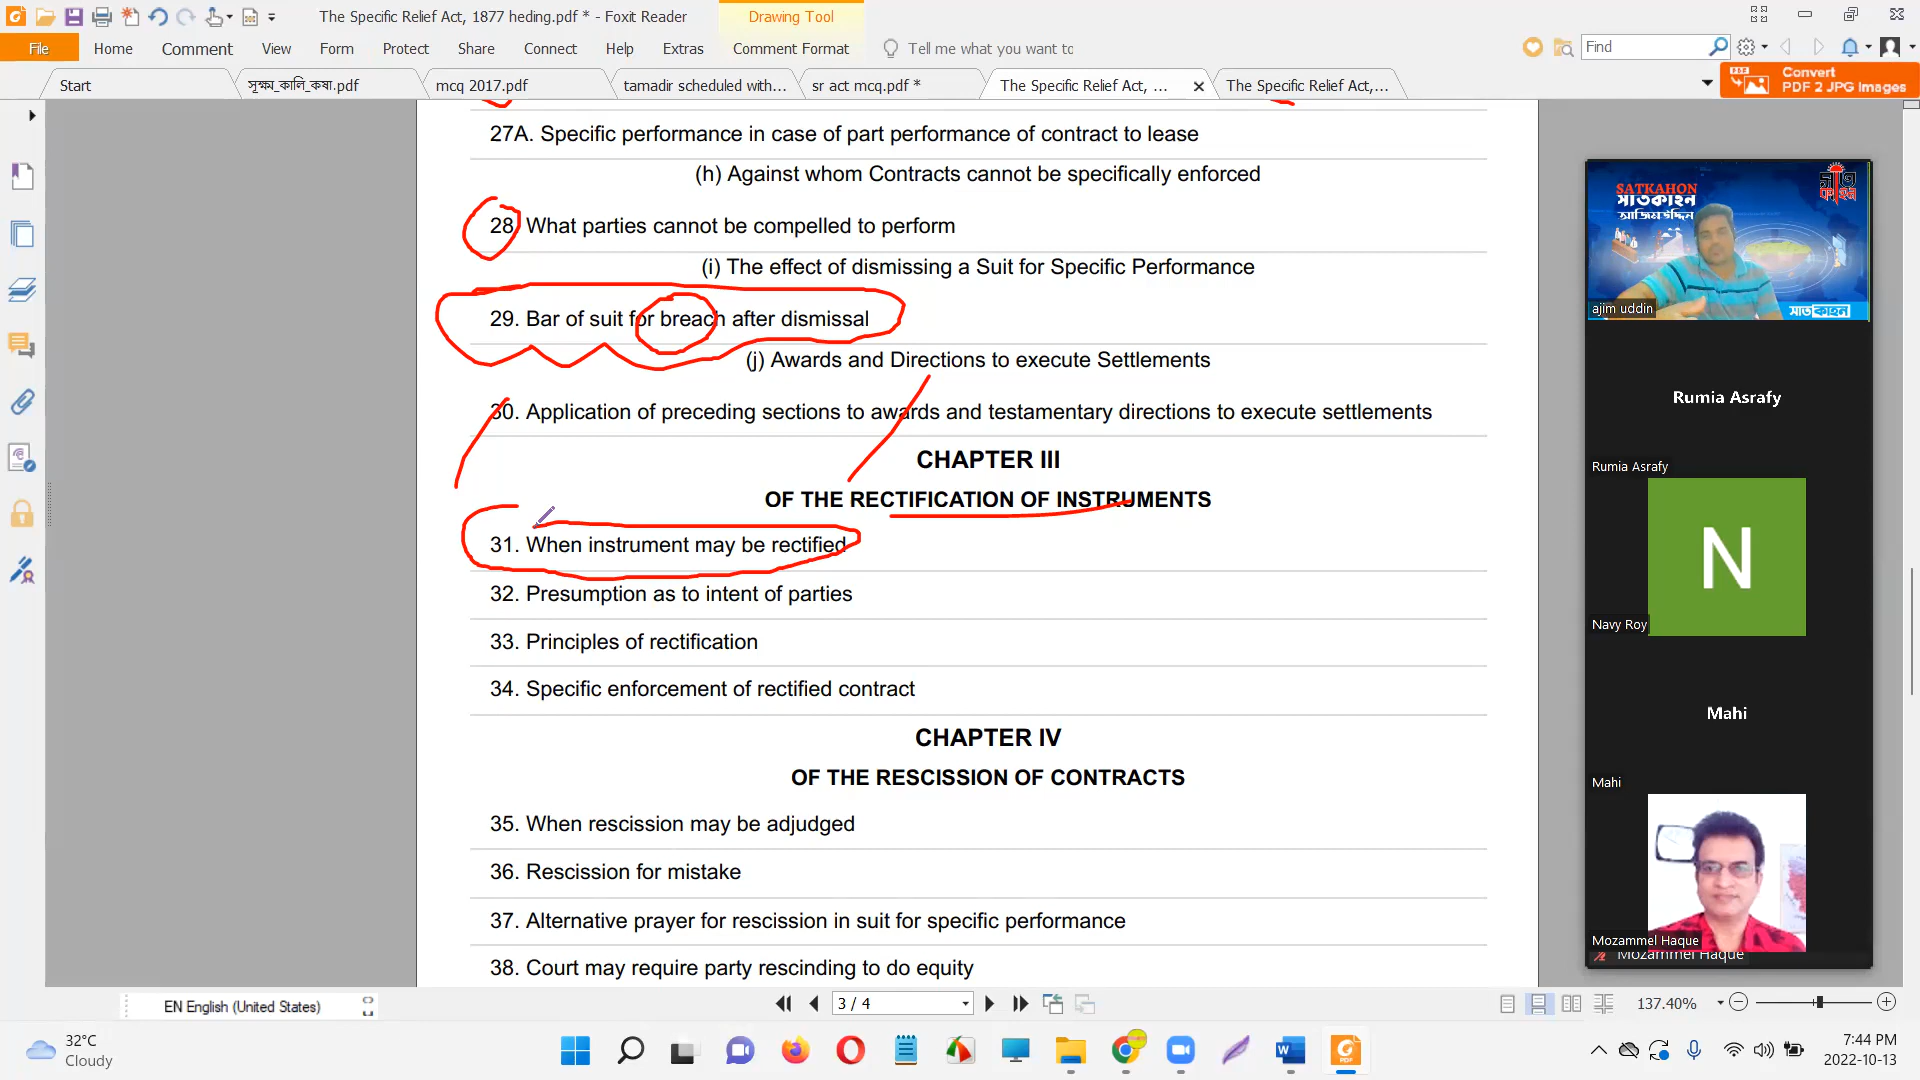 The Specific Relief Act, 1877 heding.pdf * - Foxit Reader
Drawing Tool
File
Home
Comment
View
Form
Protect
Share
Connect
Help
Extras
Comment Format
Tell me what you want to
Find
Start
সূক্ষ্ম_কালি_কষা.pdf
mcq 2017.pdf
tamadir scheduled with...
sr act mcq.pdf *
The Specific Relief Act, ...
The Specific Relief Act,...
Convert
PDF 2 JPG Images
27A. Specific performance in case of part performance of contract to lease
(h) Against whom Contracts cannot be specifically enforced
28. What parties cannot be compelled to perform
(i) The effect of dismissing a Suit for Specific Performance
29. Bar of suit for breach after dismissal
(j) Awards and Directions to execute Settlements
30. Application of preceding sections to awards and testamentary directions to execute settlements
CHAPTER III
OF THE RECTIFICATION OF INSTRUMENTS
31. When instrument may be rectified
32. Presumption as to intent of parties
33. Principles of rectification
34. Specific enforcement of rectified contract
CHAPTER IV
OF THE RESCISSION OF CONTRACTS
35. When rescission may be adjudged
36. Rescission for mistake
37. Alternative prayer for rescission in suit for specific performance
38. Court may require party rescinding to do equity
SATKAHON
সাতকাহন
আজিম উদ্দিন
সাত কাহন
ajim uddin
সাতকাহন
Rumia Asrafy
Rumia Asrafy
N
Navy Roy
Mahi
Mahi
Mozammel Haque
Mozammel Haque
EN English (United States)
3 / 4
137.40%
32°C
Cloudy
7:44 PM
2022-10-13